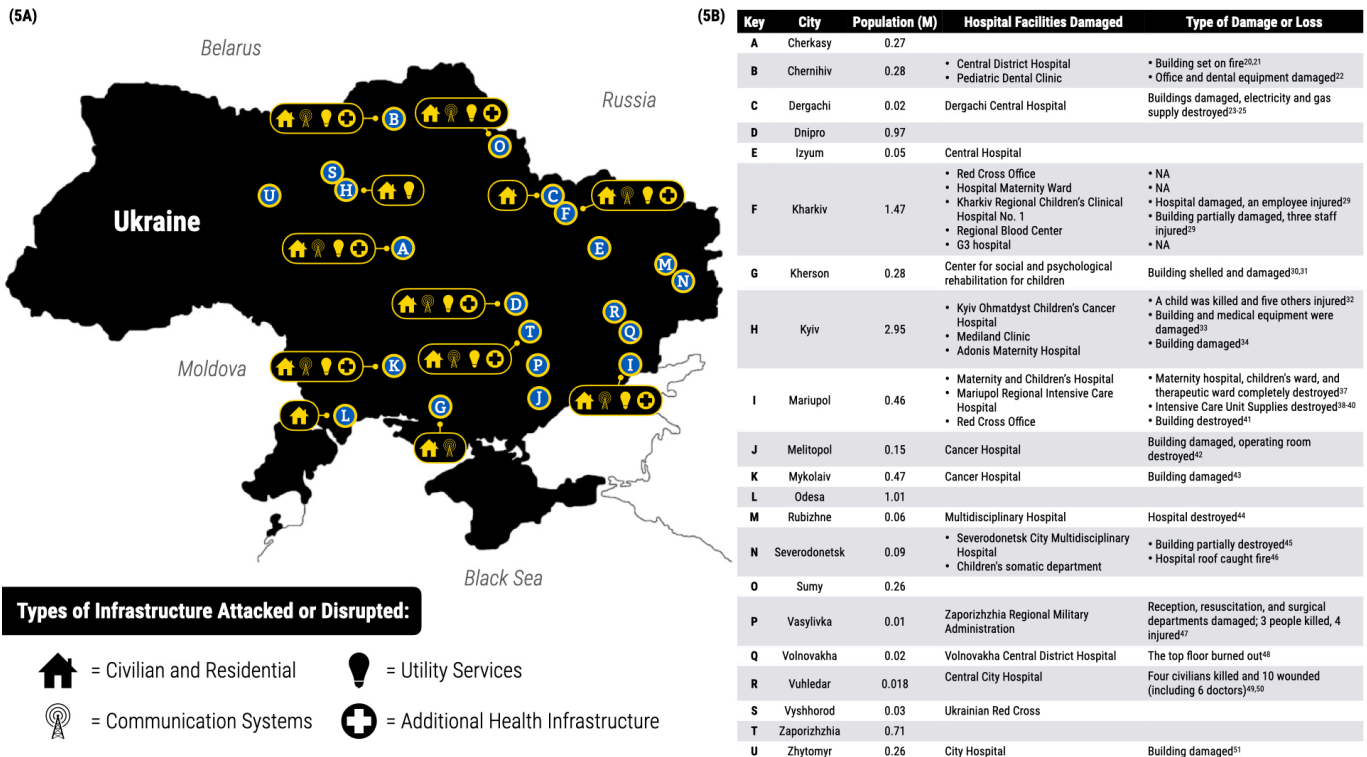 (5A)
Belarus
Russia
B
O
S
H
U
C
F
Ukraine
A
E
M
N
D
R
T
Q
Moldova
K
P
I
J
G
L
Black Sea
Types of Infrastructure Attacked or Disrupted:
= Civilian and Residential
= Utility Services
= Communication Systems
= Additional Health Infrastructure
(5B)
Key City Population (M) Hospital Facilities Damaged Type of Damage or Loss
A Cherkasy 0.27
B Chernihiv 0.28 • Central District Hospital • Building set on fire20,21
• Pediatric Dental Clinic • Office and dental equipment damaged22
C Dergachi 0.02 Dergachi Central Hospital Buildings damaged, electricity and gas
supply destroyed23-25
D Dnipro 0.97
E Izyum 0.05 Central Hospital
F Kharkiv 1.47 • Red Cross Office • NA
• Hospital Maternity Ward • NA
• Kharkiv Regional Children's Clinical • Hospital damaged, an employee injured29
Hospital No. 1 • Building partially damaged, three staff
• Regional Blood Center injured29
• G3 hospital • NA
G Kherson 0.28 Center for social and psychological Building shelled and damaged30,31
rehabilitation for children
H Kyiv 2.95 • Kyiv Ohmatdyst Children's Cancer • A child was killed and five others injured32
Hospital • Building and medical equipment were
• Mediland Clinic damaged33
• Adonis Maternity Hospital • Building damaged34
I Mariupol 0.46 • Maternity and Children's Hospital • Maternity hospital, children's ward, and
• Mariupol Regional Intensive Care therapeutic ward completely destroyed37
Hospital • Intensive Care Unit Supplies destroyed38-40
• Red Cross Office • Building destroyed41
J Melitopol 0.15 Cancer Hospital Building damaged, operating room
destroyed42
K Mykolaiv 0.47 Cancer Hospital Building damaged43
L Odesa 1.01
M Rubizhne 0.06 Multidisciplinary Hospital Hospital destroyed44
N Severodonetsk 0.09 • Severodonetsk City Multidisciplinary • Building partially destroyed45
Hospital • Hospital roof caught fire46
• Children's somatic department
O Sumy 0.26
P Vasylivka 0.01 Zaporizhzhia Regional Military Reception, resuscitation, and surgical
Administration departments damaged; 3 people killed, 4
injured47
Q Volnovakha 0.02 Volnovakha Central District Hospital The top floor burned out48
R Vuhledar 0.018 Central City Hospital Four civilians killed and 10 wounded
(including 6 doctors)49,50
S Vyshhorod 0.03 Ukrainian Red Cross
T Zaporizhzhia 0.71
U Zhytomyr 0.26 City Hospital Building damaged51